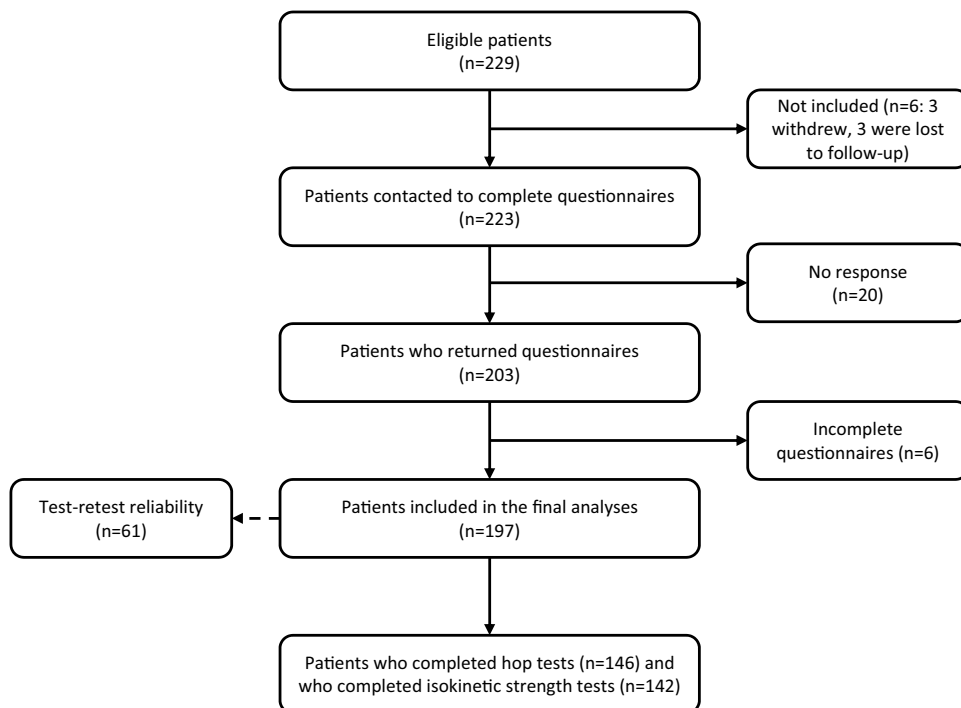 Eligible patients
(n=229)
Not included (n=6: 3
withdrew, 3 were lost
to follow-up)
Patients contacted to complete questionnaires
(n=223)
No response
(n=20)
Patients who returned questionnaires
(n=203)
Incomplete
questionnaires (n=6)
Test-retest reliability
(n=61)
Patients included in the final analyses
(n=197)
Patients who completed hop tests (n=146) and
who completed isokinetic strength tests (n=142)